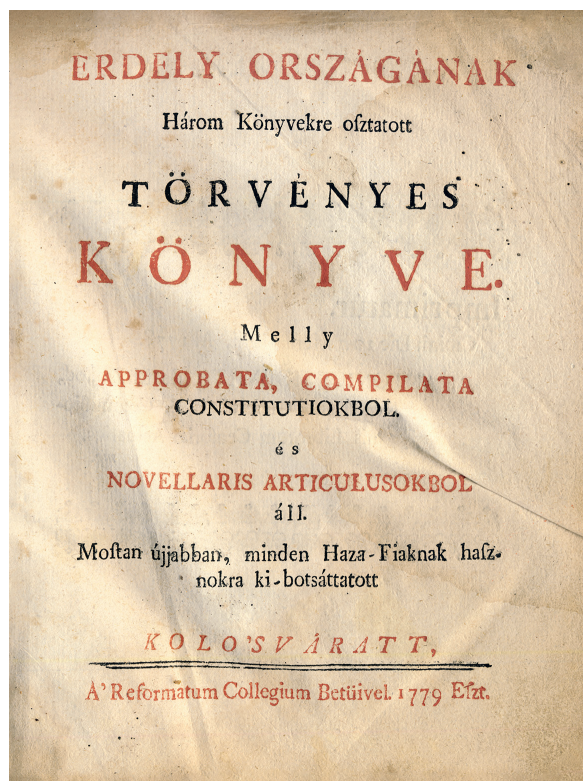 ERDELY ORSZÁGÁNAK
Három Könyvekre oſztatott
TÖRVÉNYES
KÖNYVE.
Melly
APPROBATA, COMPILATA
CONSTITUTIOKBOL.
és
NOVELLARIS ARTICULUSOKBOL
áll.
Moſtan újjabban, minden Haza-Fiaknak haſz-
nokra ki-botsáttatott
KOLO'SVÁRATT,
A' Reformatum Collegium Betüivel. 1779 Eſzt.